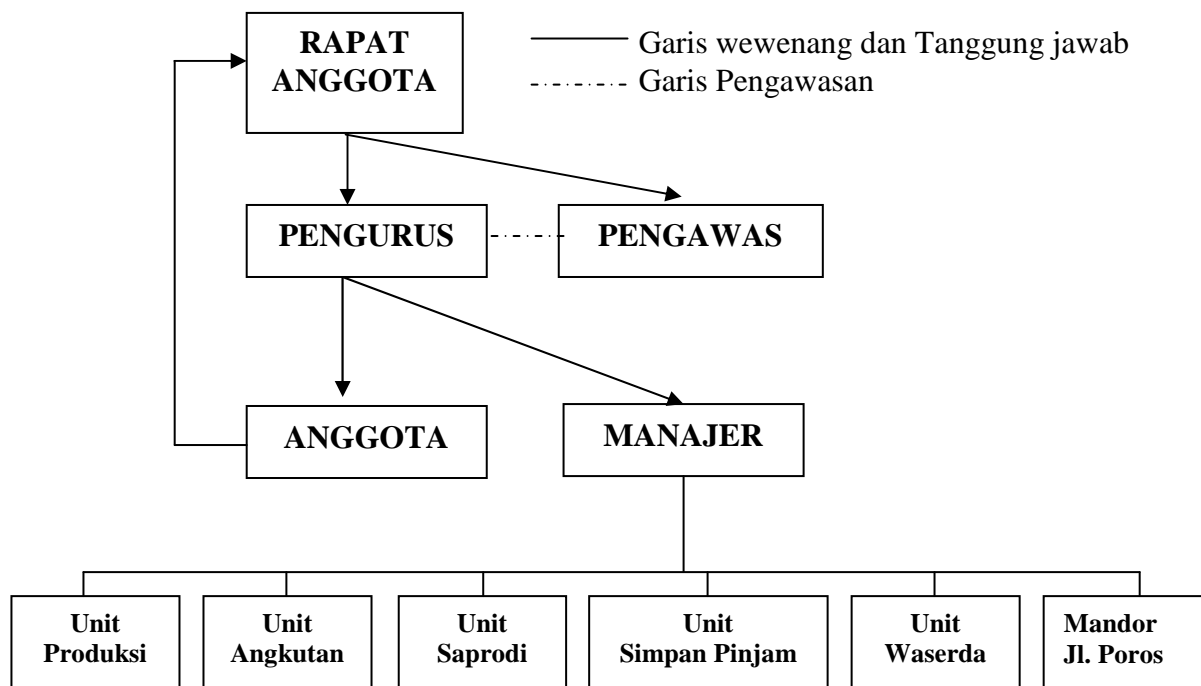 RAPAT
ANGGOTA
Garis wewenang dan Tanggung jawab
Garis Pengawasan
PENGURUS
PENGAWAS
ANGGOTA
MANAJER
Unit
Produksi
Unit
Angkutan
Unit
Saprodi
Unit
Simpan Pinjam
Unit
Waserda
Mandor
Jl. Poros